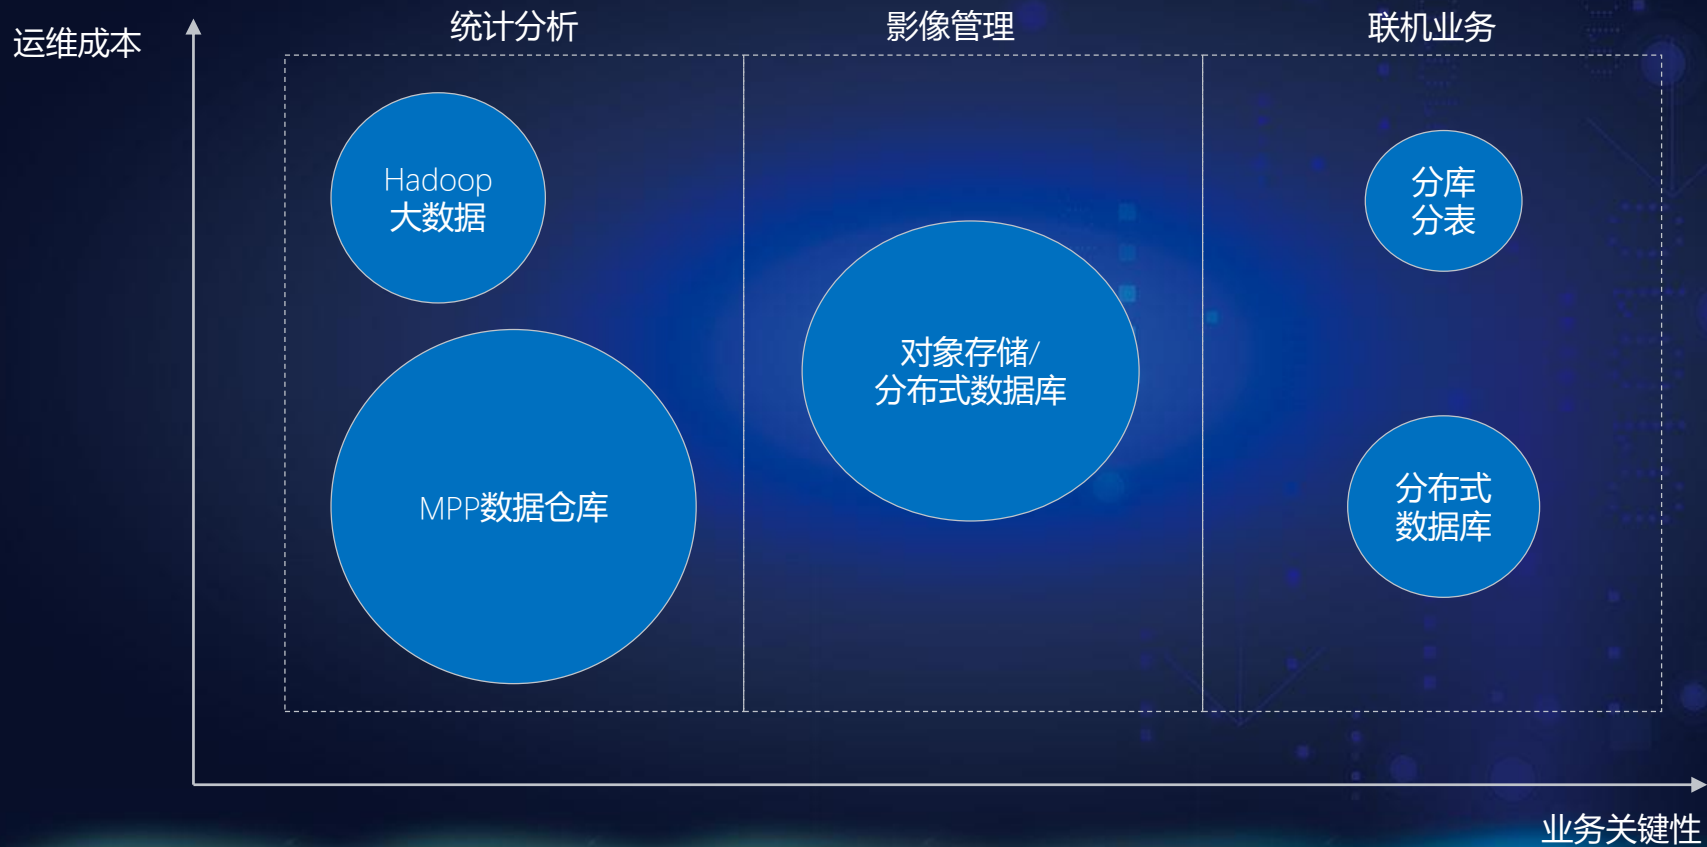 运维成本
统计分析
影像管理
联机业务
Hadoop
大数据
分库
分表
对象存储/
分布式数据库
MPP数据仓库
分布式
数据库
业务关键性